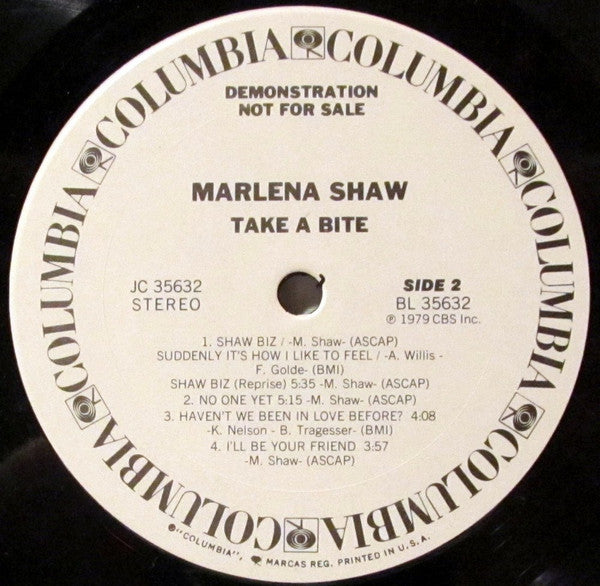 COLUMBIA COLUMBIA COLUMBIA COLUMBIA COLUMBIA COLUMBIA COLUMBIA COLUMBIA
DEMONSTRATION
NOT FOR SALE
MARLENA SHAW
TAKE A BITE
JC 35632
STEREO
SIDE 2
BL 35632
℗ 1979 CBS Inc.
1. SHAW BIZ / -M. Shaw- (ASCAP)
SUDDENLY IT'S HOW I LIKE TO FEEL / -A. Willis -
F. Golde- (BMI)
SHAW BIZ (Reprise) 5:35 -M. Shaw- (ASCAP)
2. NO ONE YET 5:15 -M. Shaw- (ASCAP)
3. HAVEN'T WE BEEN IN LOVE BEFORE? 4:08
-K. Nelson - B. Tragesser- (BMI)
4. I'LL BE YOUR FRIEND 3:57
-M. Shaw- (ASCAP)
"COLUMBIA", MARCAS REG. PRINTED IN U.S.A.